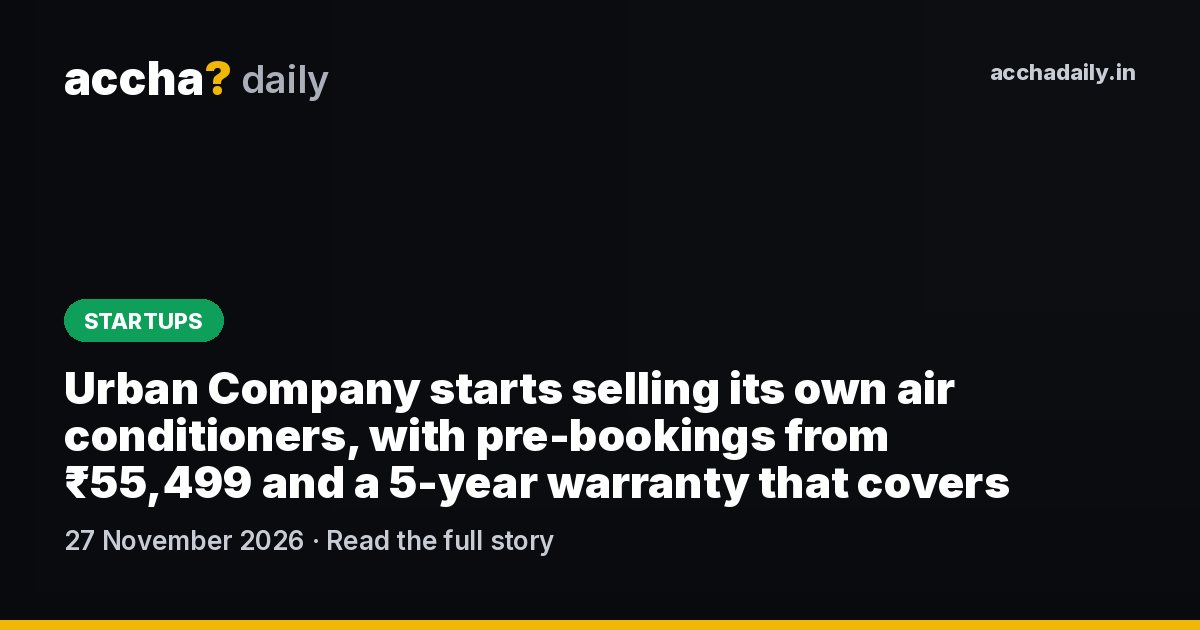 accha? daily
acchadaily.in
STARTUPS
Urban Company starts selling its own air
conditioners, with pre-bookings from
₹55,499 and a 5-year warranty that covers
27 November 2026 · Read the full story